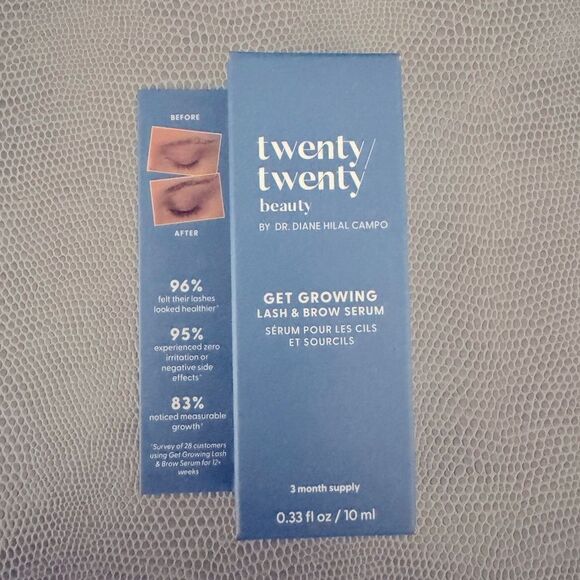 BEFORE
AFTER
96%
felt their lashes
looked healthier*
95%
experienced zero
irritation or
negative side
effects*
83%
noticed measurable
growth*
*Survey of 28 customers
using Get Growing Lash
& Brow Serum for 12+
weeks
twenty/
twenty/
beauty
BY DR. DIANE HILAL CAMPO
GET GROWING
LASH & BROW SERUM
SÉRUM POUR LES CILS
ET SOURCILS
3 month supply
0.33 fl oz / 10 ml